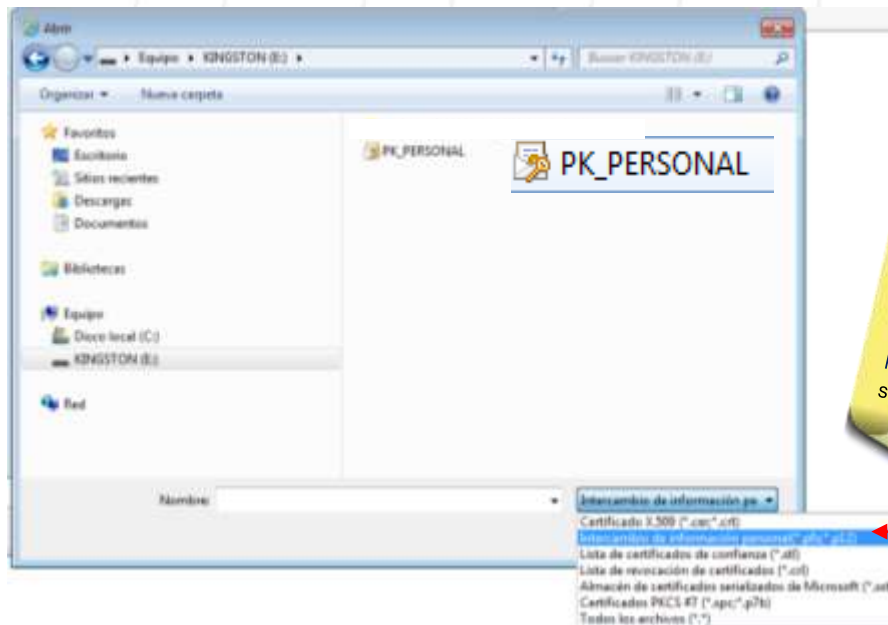 Abrir
Equipo ▸ KINGSTON (E:) ▸
Buscar KINGSTON (E:)
Organizar
Nueva carpeta
Favoritos
Escritorio
Sitios recientes
Descargas
Documentos
Bibliotecas
Equipo
Disco local (C:)
KINGSTON (E:)
Red
PK_PERSONAL
PK_PERSONAL
Nombre:
Intercambio de información pe
Certificado X.509 (*.cer;*.crt)
Intercambio de información personal(*.pfx;*.p12)
Lista de certificados de confianza (*.stl)
Lista de revocación de certificados (*.crl)
Almacén de certificados serializados de Microsoft (*.sst
Certificados PKCS #7 (*.spc;*.p7b)
Todos los archivos (*.*)
s